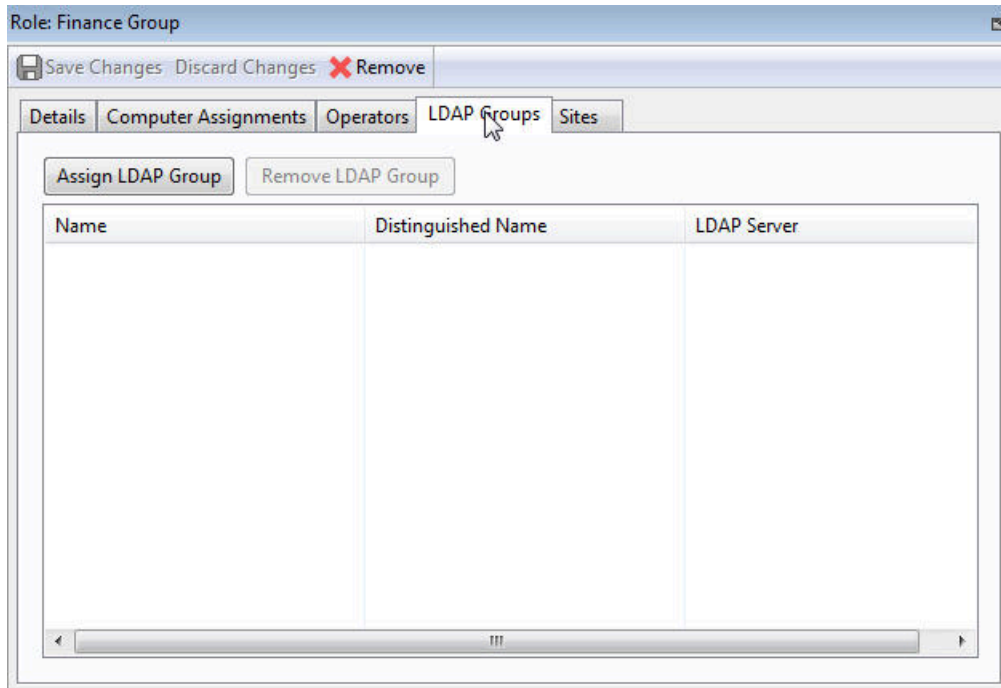 Role: Finance Group
Save Changes Discard Changes Remove
Details Computer Assignments Operators LDAP Groups Sites
Assign LDAP Group Remove LDAP Group
Name Distinguished Name LDAP Server